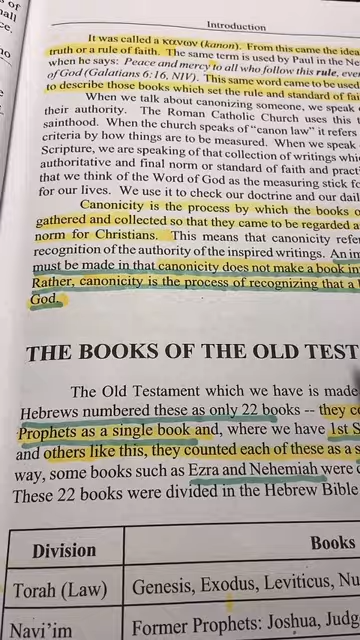 s of
hall
ce.
no
Introduction
It was called a κανων (kanon). From this came the idea
truth or a rule of faith. The same term is used by Paul in the Ne
when he says: Peace and mercy to all who follow this rule, eve
of God (Galatians 6:16, NIV). This same word came to be used
to describe those books which set the rule and standard of fai
When we talk about canonizing someone, we speak
their authority. The Roman Catholic Church uses this t
sainthood. When the church speaks of "canon law" it refers
criteria by how things are to be measured. When we speak
Scripture, we are speaking of that collection of writings whi
authoritative and final norm or standard of faith and practi
that we think of the Word of God as the measuring stick f
for our lives. We use it to check our doctrine and our dail
Canonicity is the process by which the books
gathered and collected so that they came to be regarded a
norm for Christians. This means that canonicity refe
recognition of the authority of the inspired writings. An im
must be made in that canonicity does not make a book in
Rather, canonicity is the process of recognizing that a b
God.
THE BOOKS OF THE OLD TEST
The Old Testament which we have is made
Hebrews numbered these as only 22 books -- they co
Prophets as a single book and, where we have 1st S
and others like this, they counted each of these as a s
way, some books such as Ezra and Nehemiah were c
These 22 books were divided in the Hebrew Bible
Division Books
Torah (Law) Genesis, Exodus, Leviticus, Nu
Navi'im Former Prophets: Joshua, Judg